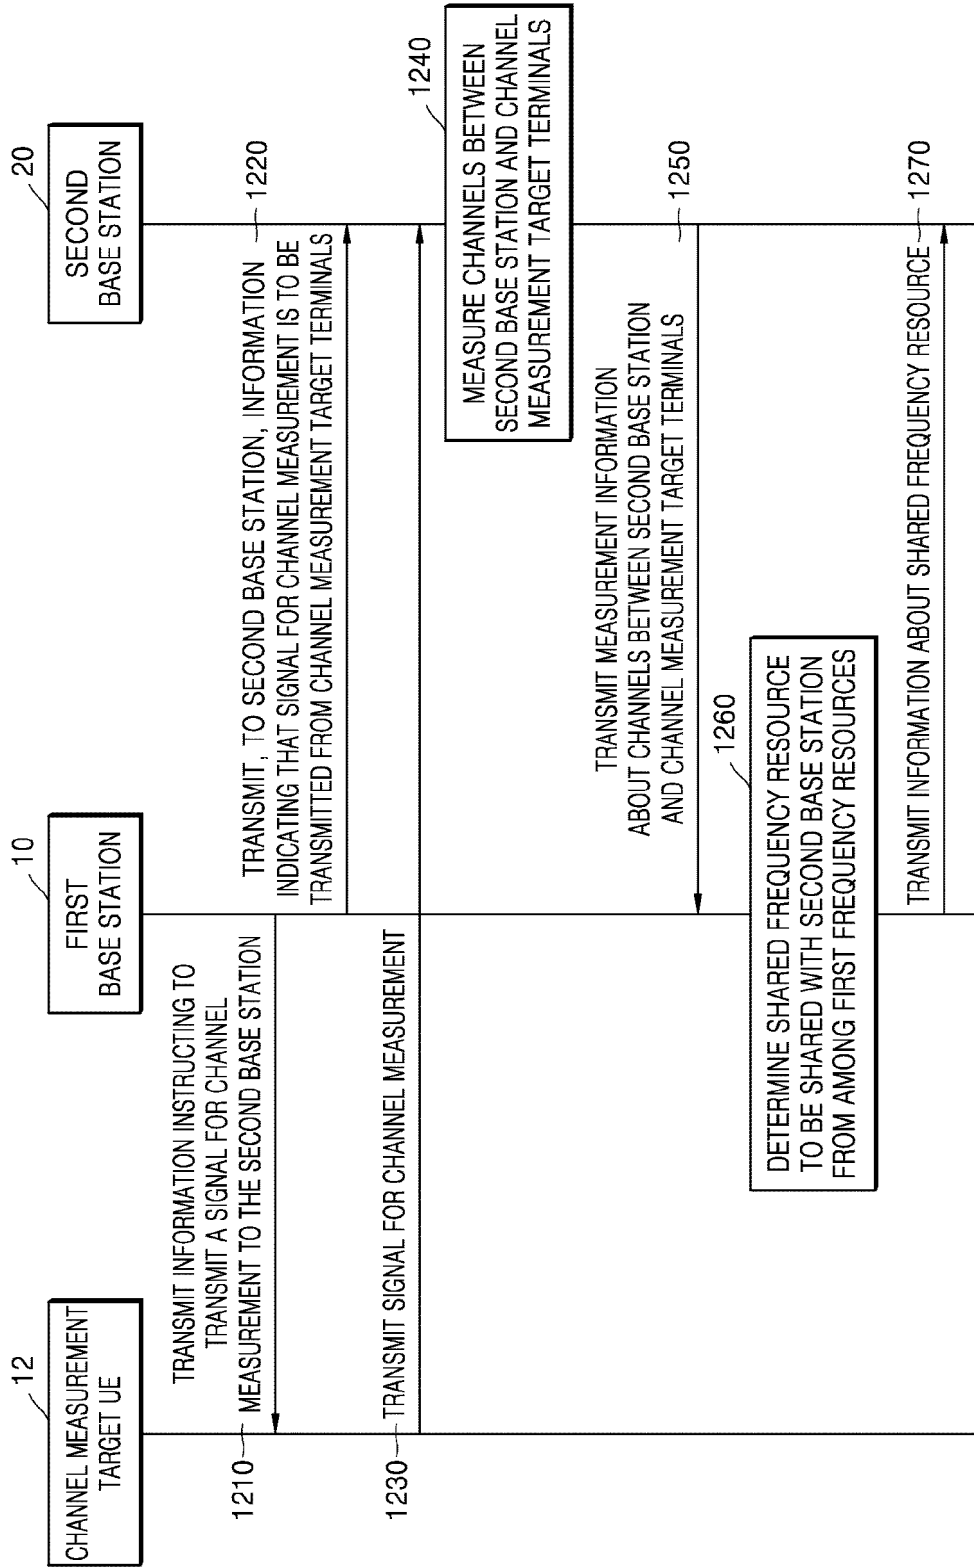 12
CHANNEL MEASUREMENT
TARGET UE
10
FIRST
BASE STATION
20
SECOND
BASE STATION
TRANSMIT INFORMATION INSTRUCTING TO
TRANSMIT A SIGNAL FOR CHANNEL
1210
MEASUREMENT TO THE SECOND BASE STATION
TRANSMIT, TO SECOND BASE STATION, INFORMATION
1220
INDICATING THAT SIGNAL FOR CHANNEL MEASUREMENT IS TO BE
TRANSMITTED FROM CHANNEL MEASUREMENT TARGET TERMINALS
1230
TRANSMIT SIGNAL FOR CHANNEL MEASUREMENT
1240
MEASURE CHANNELS BETWEEN
SECOND BASE STATION AND CHANNEL
MEASUREMENT TARGET TERMINALS
TRANSMIT MEASUREMENT INFORMATION
ABOUT CHANNELS BETWEEN SECOND BASE STATION
AND CHANNEL MEASUREMENT TARGET TERMINALS
1250
1260
DETERMINE SHARED FREQUENCY RESOURCE
TO BE SHARED WITH SECOND BASE STATION
FROM AMONG FIRST FREQUENCY RESOURCES
TRANSMIT INFORMATION ABOUT SHARED FREQUENCY RESOURCE
1270